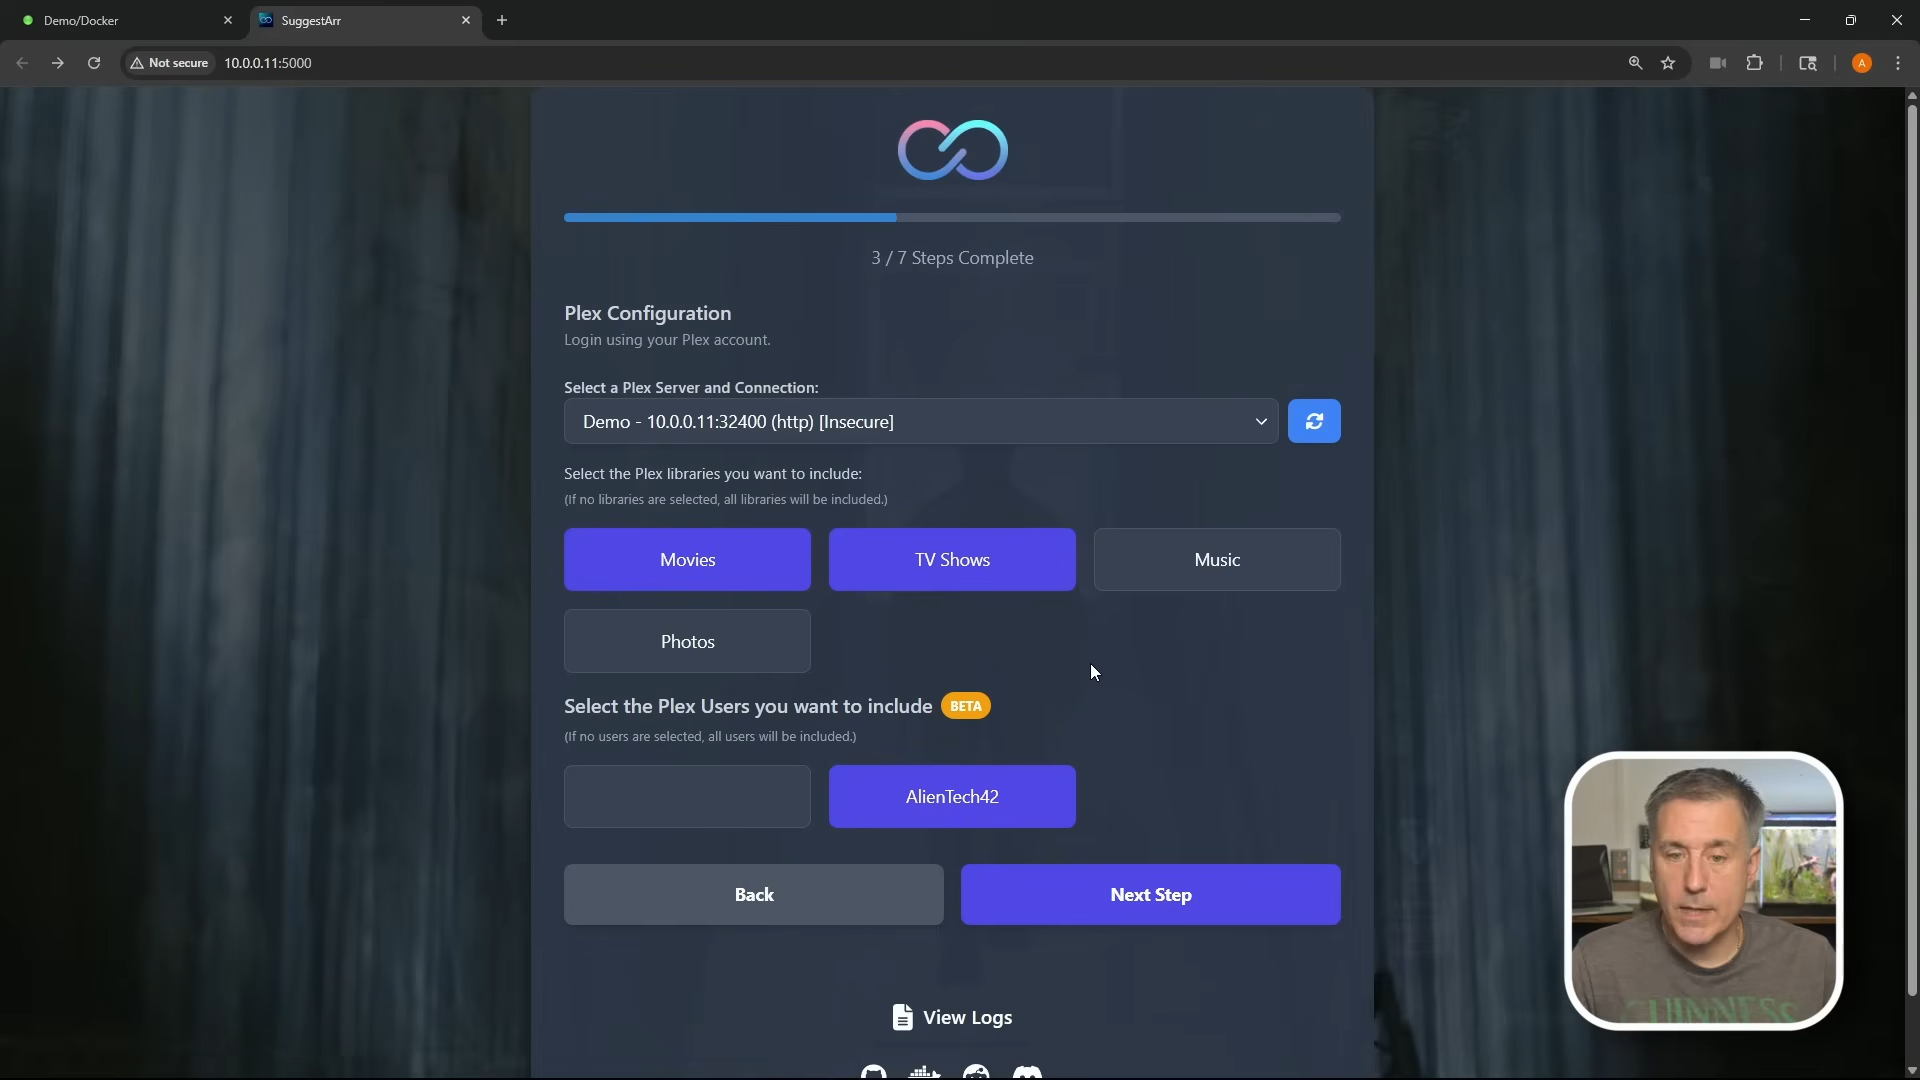 Demo/Docker
SuggestArr
Not secure
10.0.0.11:5000
A
3 / 7 Steps Complete
Plex Configuration
Login using your Plex account.
Select a Plex Server and Connection:
Demo - 10.0.0.11:32400 (http) [Insecure]
Select the Plex libraries you want to include:
(If no libraries are selected, all libraries will be included.)
Movies
TV Shows
Music
Photos
Select the Plex Users you want to include BETA
(If no users are selected, all users will be included.)
AlienTech42
Back
Next Step
View Logs
GUINNESS